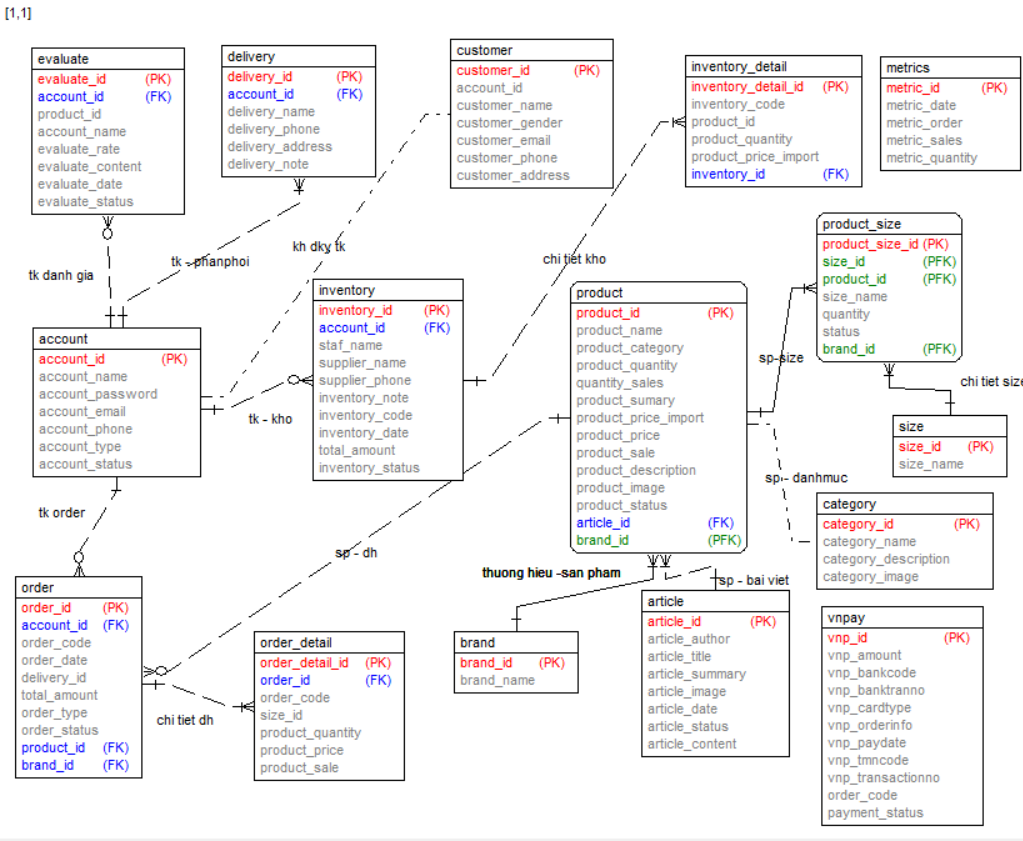 [1,1]
evaluate
evaluate_id (PK)
account_id (FK)
product_id
account_name
evaluate_rate
evaluate_content
evaluate_date
evaluate_status
delivery
delivery_id (PK)
account_id (FK)
delivery_name
delivery_phone
delivery_address
delivery_note
customer
customer_id (PK)
account_id
customer_name
customer_gender
customer_email
customer_phone
customer_address
inventory_detail
inventory_detail_id (PK)
inventory_code
product_id
product_quantity
product_price_import
inventory_id (FK)
metrics
metric_id (PK)
metric_date
metric_order
metric_sales
metric_quantity
tk danh gia
tk - phanphoi
kh dky tk
chi tiet kho
product_size
product_size_id (PK)
size_id (PFK)
product_id (PFK)
size_name
quantity
status
brand_id (PFK)
account
account_id (PK)
account_name
account_password
account_email
account_phone
account_type
account_status
inventory
inventory_id (PK)
account_id (FK)
staf_name
supplier_name
supplier_phone
inventory_note
inventory_code
inventory_date
total_amount
inventory_status
tk - kho
product
product_id (PK)
product_name
product_category
product_quantity
quantity_sales
product_sumary
product_price_import
product_price
product_sale
product_description
product_image
product_status
article_id (FK)
brand_id (PFK)
sp-size
chi tiet size
size
size_id (PK)
size_name
sp - danhmuc
category
category_id (PK)
category_name
category_description
category_image
tk order
sp - dh
thuong hieu -san pham
sp - bai viet
order
order_id (PK)
account_id (FK)
order_code
order_date
delivery_id
total_amount
order_type
order_status
product_id (FK)
brand_id (FK)
chi tiet dh
order_detail
order_detail_id (PK)
order_id (FK)
order_code
size_id
product_quantity
product_price
product_sale
brand
brand_id (PK)
brand_name
article
article_id (PK)
article_author
article_title
article_summary
article_image
article_date
article_status
article_content
vnpay
vnp_id (PK)
vnp_amount
vnp_bankcode
vnp_banktranno
vnp_cardtype
vnp_orderinfo
vnp_paydate
vnp_tmncode
vnp_transactionno
order_code
payment_status